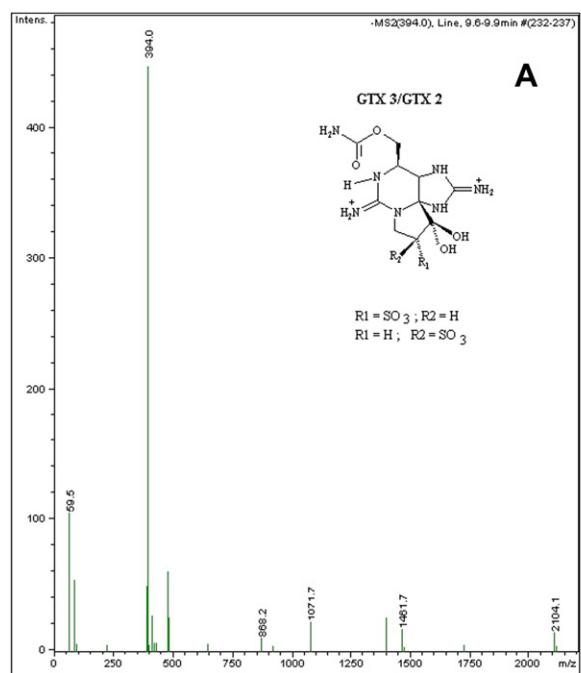 Intens.
-MS2(394.0), Line, 9.6-9.9min #(232-237)
394.0
A
GTX 3/GTX 2
400
H2N
O
O
NH
+
N
H
NH2
+
N
NH
H2N
OH
OH
R2
R1
300
R1 = SO3 ; R2 = H
R1 = H ; R2 = SO3
200
59.5
100
868.2
1071.7
1461.7
2104.1
0
0
250
500
750
1000
1250
1500
1750
2000
m/z